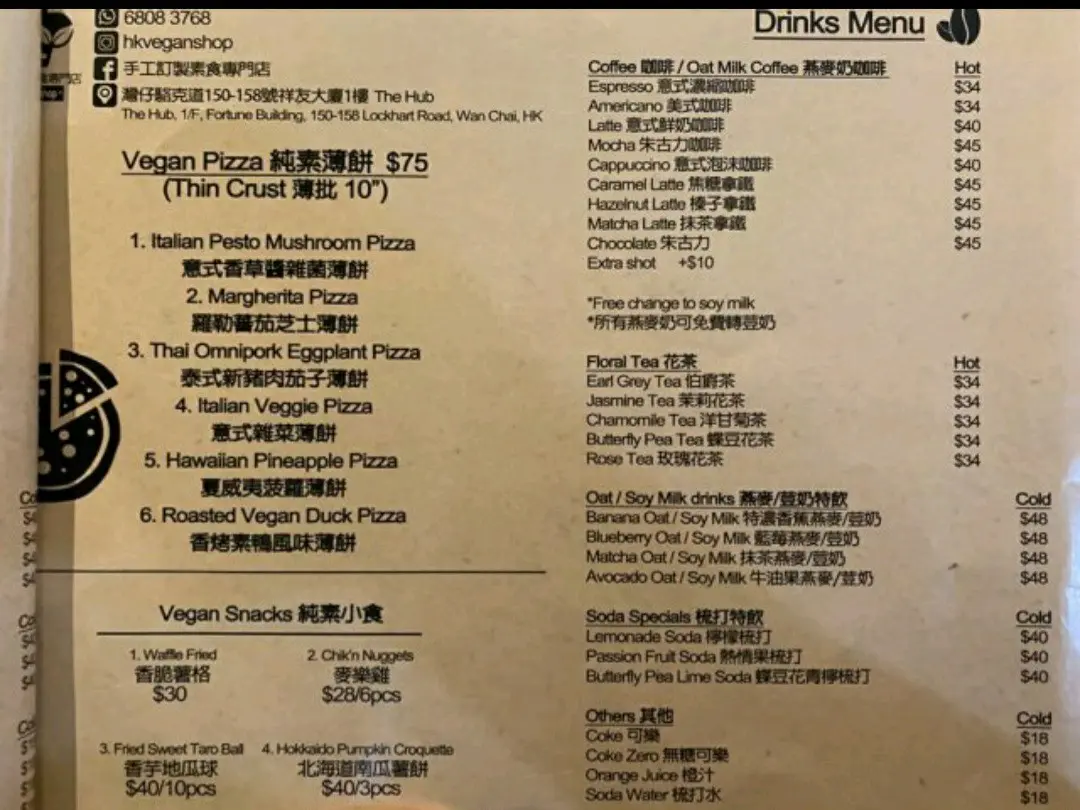 6808 3768
hkveganshop
手工訂製素食專門店
灣仔駱克道150-158號祥友大廈1樓 The Hub
The Hub, 1/F, Fortune Building, 150-158 Lockhart Road, Wan Chai, HK
Vegan Pizza 純素薄餅 $75
(Thin Crust 薄批 10")
1. Italian Pesto Mushroom Pizza
意式香草醬雜菌薄餅
2. Margherita Pizza
羅勒蕃茄芝士薄餅
3. Thai Omnipork Eggplant Pizza
泰式新豬肉茄子薄餅
4. Italian Veggie Pizza
意式雜菜薄餅
5. Hawaiian Pineapple Pizza
夏威夷菠蘿薄餅
6. Roasted Vegan Duck Pizza
香烤素鴨風味薄餅
Vegan Snacks 純素小食
1. Waffle Fried
香脆薯格
$30
2. Chik'n Nuggets
麥樂雞
$28/6pcs
3. Fried Sweet Taro Ball
香芋地瓜球
$40/10pcs
4. Hokkaido Pumpkin Croquette
北海道南瓜薯餅
$40/3pcs
Drinks Menu
Coffee 咖啡 / Oat Milk Coffee 燕麥奶咖啡 Hot
Espresso 意式濃縮咖啡 $34
Americano 美式咖啡 $34
Latte 意式鮮奶咖啡 $40
Mocha 朱古力咖啡 $45
Cappuccino 意式泡沫咖啡 $40
Caramel Latte 焦糖拿鐵 $45
Hazelnut Latte 榛子拿鐵 $45
Matcha Latte 抹茶拿鐵 $45
Chocolate 朱古力 $45
Extra shot +$10
*Free change to soy milk
*所有燕麥奶可免費轉荳奶
Floral Tea 花茶 Hot
Earl Grey Tea 伯爵茶 $34
Jasmine Tea 茉莉花茶 $34
Chamomile Tea 洋甘菊茶 $34
Butterfly Pea Tea 蝶豆花茶 $34
Rose Tea 玫瑰花茶 $34
Oat / Soy Milk drinks 燕麥/荳奶特飲 Cold
Banana Oat / Soy Milk 特濃香蕉燕麥/荳奶 $48
Blueberry Oat / Soy Milk 藍莓燕麥/荳奶 $48
Matcha Oat / Soy Milk 抹茶燕麥/荳奶 $48
Avocado Oat / Soy Milk 牛油果燕麥/荳奶 $48
Soda Specials 梳打特飲 Cold
Lemonade Soda 檸檬梳打 $40
Passion Fruit Soda 熱情果梳打 $40
Butterfly Pea Lime Soda 蝶豆花青檸梳打 $40
Others 其他 Cold
Coke 可樂 $18
Coke Zero 無糖可樂 $18
Orange Juice 橙汁 $18
Soda Water 梳打水 $18